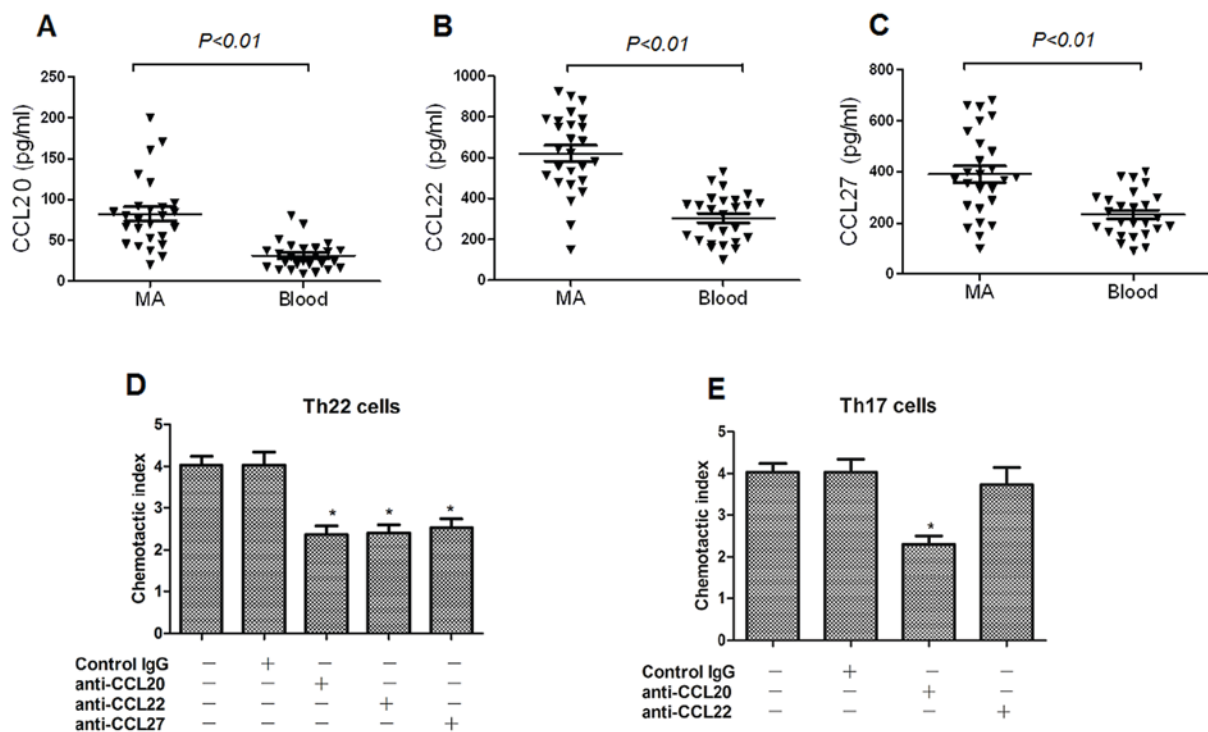 A
P<0.01
CCL20 (pg/ml)
250
200
150
100
50
0
MA Blood
B
P<0.01
CCL22 (pg/ml)
1000
800
600
400
200
0
MA Blood
C
P<0.01
CCL27 (pg/ml)
800
600
400
200
0
MA Blood
D
Th22 cells
Chemotactic index
5
4
3
2
1
0
* * *
Control IgG − + − − −
anti-CCL20 − − + − −
anti-CCL22 − − − + −
anti-CCL27 − − − − +
E
Th17 cells
Chemotactic index
5
4
3
2
1
0
*
Control IgG − + − −
anti-CCL20 − − + −
anti-CCL22 − − − +